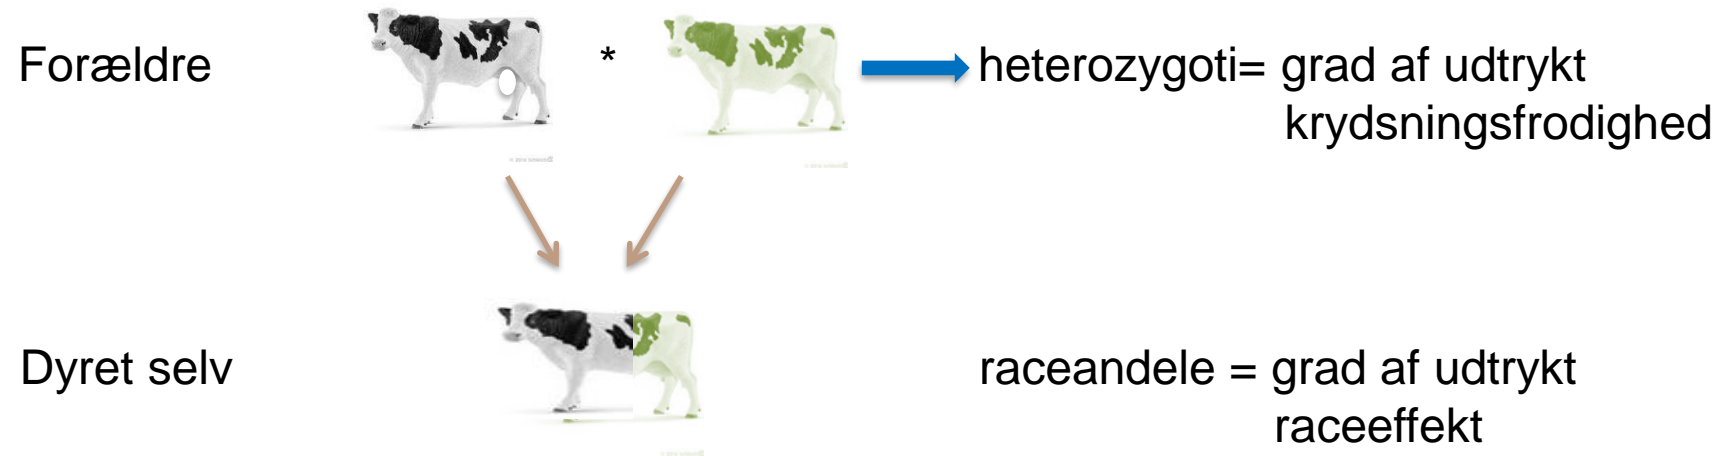 Forældre
*
heterozygoti= grad af udtrykt
krydsningsfrodighed
Dyret selv
raceandele = grad af udtrykt
raceeffekt